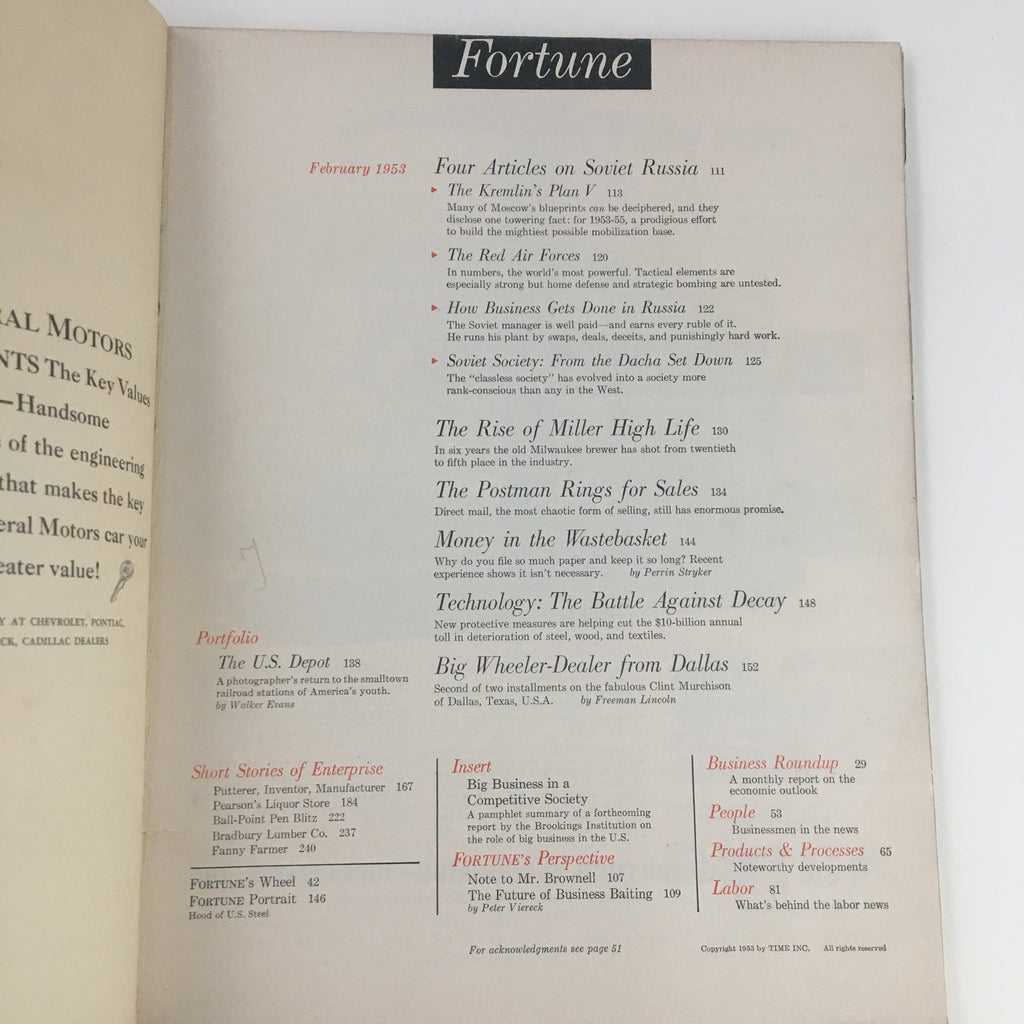 AL MOTORS
NTS The Key Values
—Handsome
of the engineering
that makes the key
eral Motors car your
eater value!
Y AT CHEVROLET, PONTIAC,
CK, CADILLAC DEALERS
Fortune
February 1953
Four Articles on Soviet Russia 111
The Kremlin's Plan V 113
Many of Moscow's blueprints can be deciphered, and they
disclose one towering fact: for 1953-55, a prodigious effort
to build the mightiest possible mobilization base.
The Red Air Forces 120
In numbers, the world's most powerful. Tactical elements are
especially strong but home defense and strategic bombing are untested.
How Business Gets Done in Russia 122
The Soviet manager is well paid—and earns every ruble of it.
He runs his plant by swaps, deals, deceits, and punishingly hard work.
Soviet Society: From the Dacha Set Down 125
The "classless society" has evolved into a society more
rank-conscious than any in the West.
The Rise of Miller High Life 130
In six years the old Milwaukee brewer has shot from twentieth
to fifth place in the industry.
The Postman Rings for Sales 134
Direct mail, the most chaotic form of selling, still has enormous promise.
Money in the Wastebasket 144
Why do you file so much paper and keep it so long? Recent
experience shows it isn't necessary. by Perrin Stryker
Technology: The Battle Against Decay 148
New protective measures are helping cut the $10-billion annual
toll in deterioration of steel, wood, and textiles.
Big Wheeler-Dealer from Dallas 152
Second of two installments on the fabulous Clint Murchison
of Dallas, Texas, U.S.A. by Freeman Lincoln
Portfolio
The U.S. Depot 138
A photographer's return to the smalltown
railroad stations of America's youth.
by Walker Evans
Short Stories of Enterprise
Putterer, Inventor, Manufacturer 167
Pearson's Liquor Store 184
Ball-Point Pen Blitz 222
Bradbury Lumber Co. 237
Fanny Farmer 240
FORTUNE's Wheel 42
FORTUNE Portrait 146
Hood of U.S. Steel
Insert
Big Business in a
Competitive Society
A pamphlet summary of a forthcoming
report by the Brookings Institution on
the role of big business in the U.S.
FORTUNE's Perspective
Note to Mr. Brownell 107
The Future of Business Baiting 109
by Peter Viereck
Business Roundup 29
A monthly report on the
economic outlook
People 53
Businessmen in the news
Products & Processes 65
Noteworthy developments
Labor 81
What's behind the labor news
For acknowledgments see page 51
Copyright 1953 by TIME INC. All rights reserved